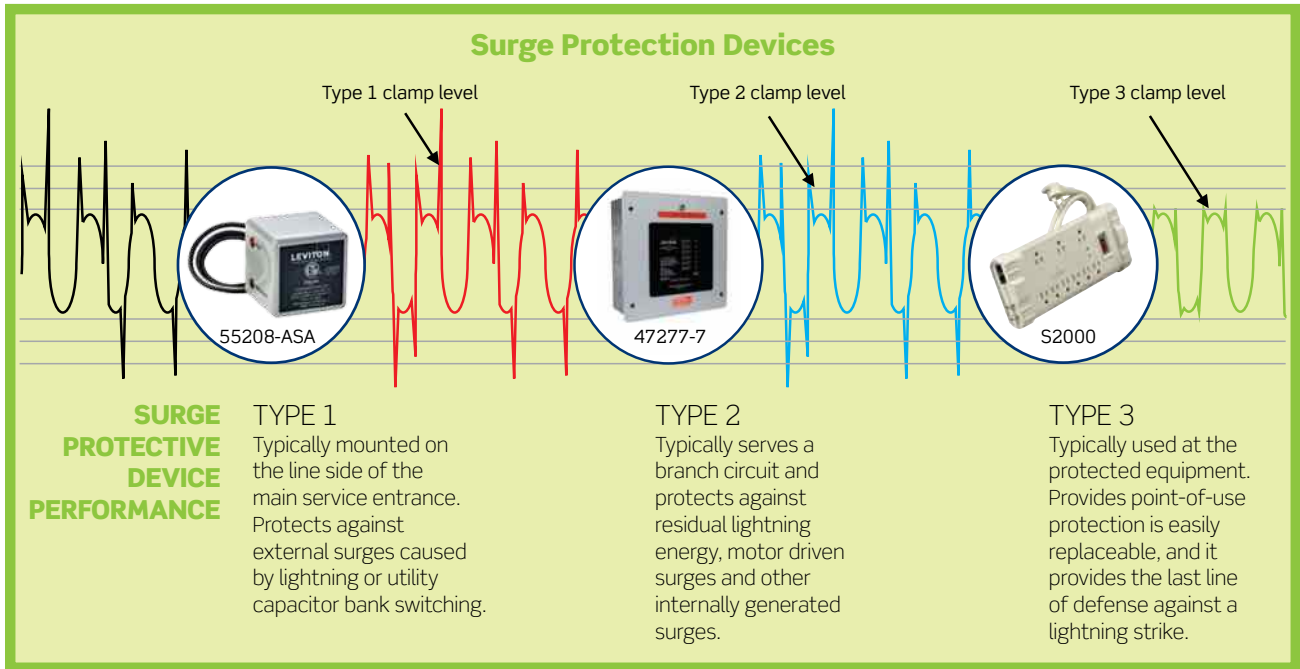 Surge Protection Devices
Type 1 clamp level
Type 2 clamp level
Type 3 clamp level
LEVITON
55208-ASA
47277-7
S2000
SURGE
PROTECTIVE
DEVICE
PERFORMANCE
TYPE 1
Typically mounted on
the line side of the
main service entrance.
Protects against
external surges caused
by lightning or utility
capacitor bank switching.
TYPE 2
Typically serves a
branch circuit and
protects against
residual lightning
energy, motor driven
surges and other
internally generated
surges.
TYPE 3
Typically used at the
protected equipment.
Provides point-of-use
protection is easily
replaceable, and it
provides the last line
of defense against a
lightning strike.